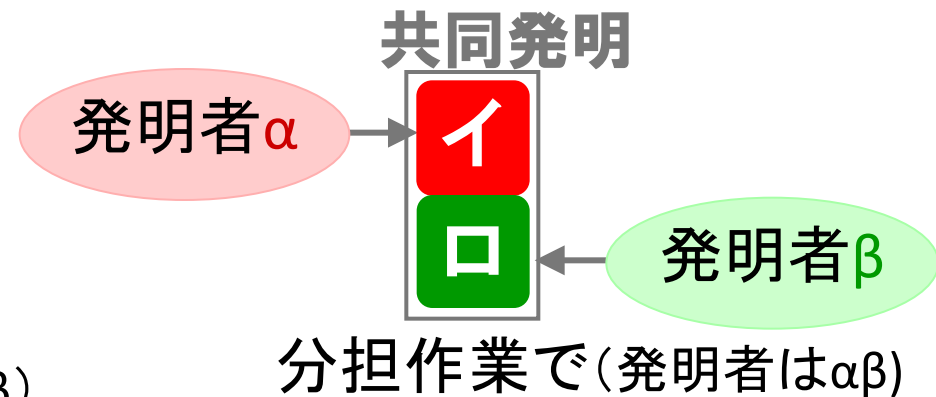 共同発明
発明者α
イ
ロ
発明者β
分担作業で(発明者はαβ)
β)